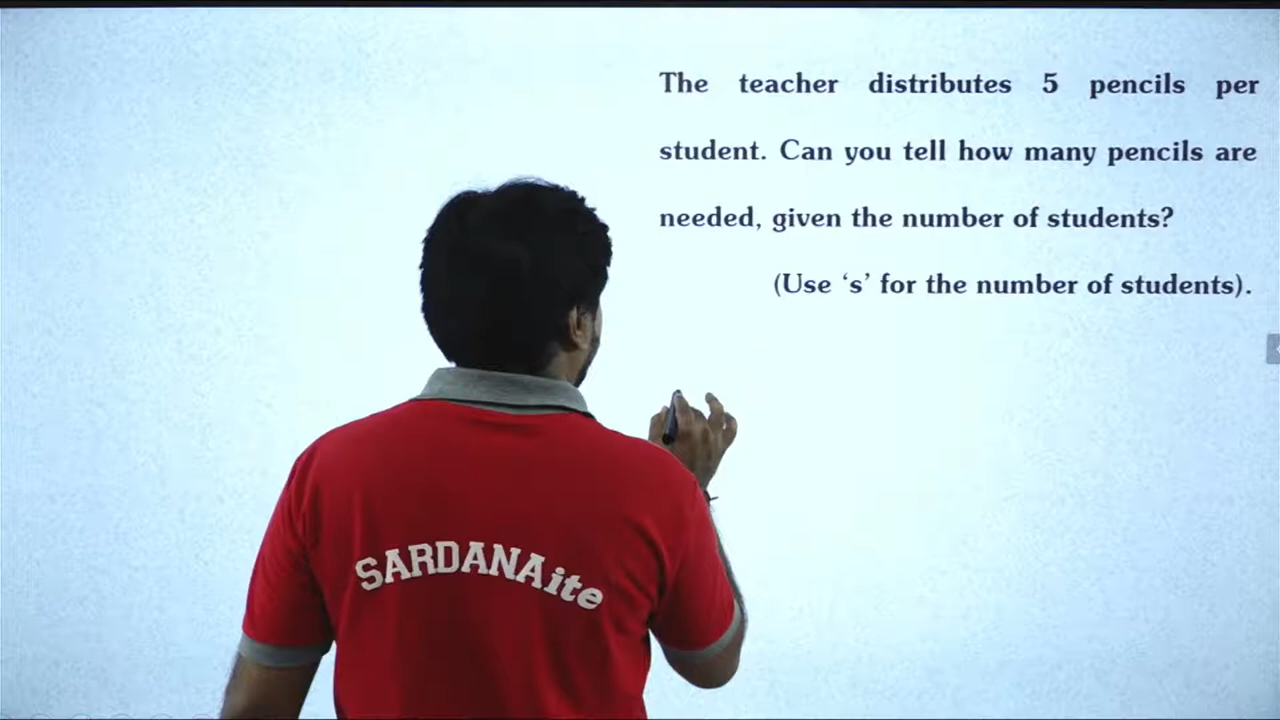 The teacher distributes 5 pencils per
student. Can you tell how many pencils are
needed, given the number of students?
(Use ‘s’ for the number of students).
SARDANAite